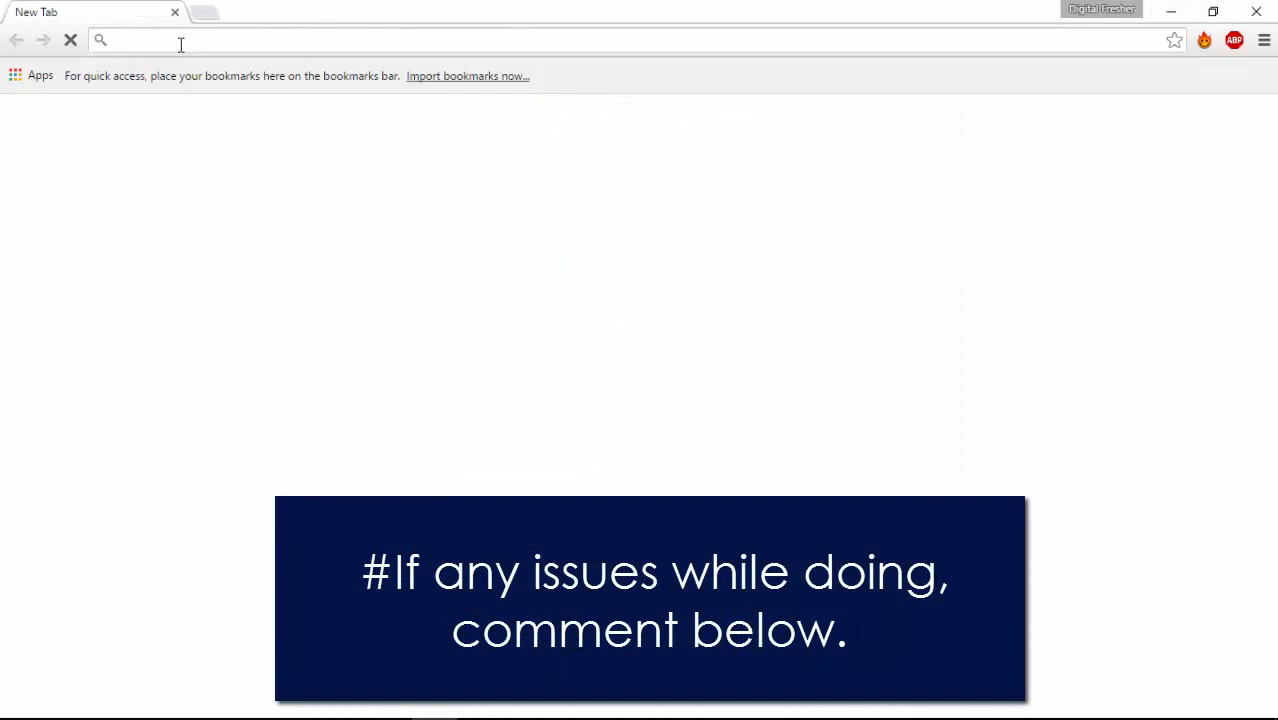 New Tab
Digital Fresher
Apps For quick access, place your bookmarks here on the bookmarks bar. Import bookmarks now...
ABP
#If any issues while doing,
comment below.